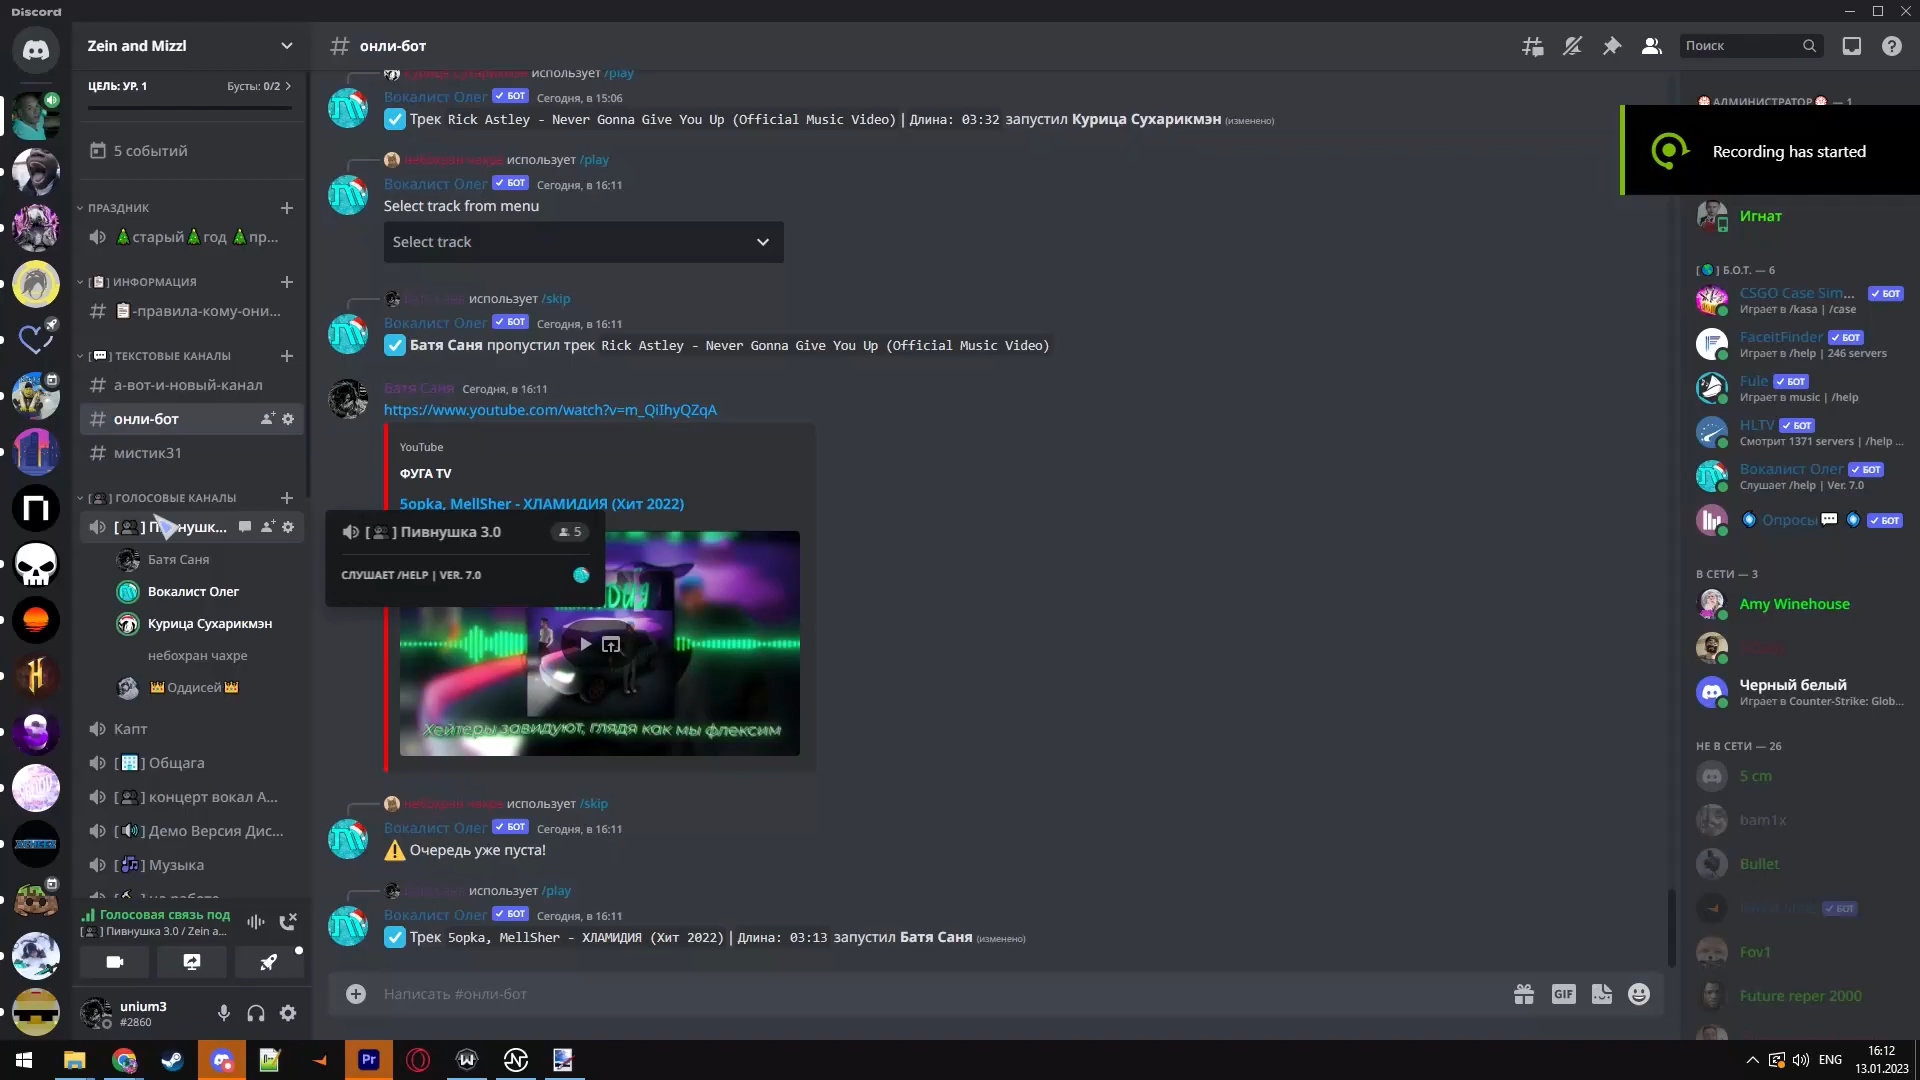 Discord
Zein and Mizzl
ЦЕЛЬ: УР. 1
Бусты: 0/2
5 событий
ПРАЗДНИК
старый🎄год 🎄пр...
[📋] ИНФОРМАЦИЯ
📋-правила-кому-они...
[💬] ТЕКСТОВЫЕ КАНАЛЫ
а-вот-и-новый-канал
онли-бот
мистик31
[👥] ГОЛОСОВЫЕ КАНАЛЫ
Батя Саня
Вокалист Олег
Курица Сухарикмэн
небохран чахре
👑Оддисей👑
Капт
[🏢] Общага
[👥] концерт вокал А...
[🔊] Демо Версия Дис...
[🎶] Музыка
Голосовая связь под
[👥] Пивнушка 3.0 / Zein a...
unium3
#2860
онли-бот
Поиск
Курица Сухарикмэн использует /play
Вокалист Олег БОТ Сегодня, в 15:06
Трек Rick Astley - Never Gonna Give You Up (Official Music Video) | Длина: 03:32 запустил Курица Сухарикмэн (изменено)
небохран чахре использует /play
Вокалист Олег БОТ Сегодня, в 16:11
Select track from menu
Select track
использует /skip
Вокалист Олег БОТ Сегодня, в 16:11
Батя Саня пропустил трек Rick Astley - Never Gonna Give You Up (Official Music Video)
Батя Саня Сегодня, в 16:11
https://www.youtube.com/watch?v=m_QiIhyQZqA
YouTube
ФУГА TV
5opka, MellSher - ХЛАМИДИЯ (Хит 2022)
[👥] Пивнушка 3.0
5
СЛУШАЕТ /HELP | VER. 7.0
Хейтеры завидуют, глядя как мы флексим
небохран чахре использует /skip
Вокалист Олег БОТ Сегодня, в 16:11
⚠️ Очередь уже пуста!
использует /play
Вокалист Олег БОТ Сегодня, в 16:11
Трек 5opka, MellSher - ХЛАМИДИЯ (Хит 2022) | Длина: 03:13 запустил Батя Саня (изменено)
Написать #онли-бот
GIF
АДМИНИСТРАТОР — 1
Recording has started
Игнат
[🌎] Б.О.Т. — 6
CSGO Case Sim... БОТ
Играет в /kasa | /case
FaceitFinder БОТ
Играет в /help | 246 servers
Fule БОТ
Играет в music | /help
HLTV БОТ
Смотрит 1371 servers | /help ...
Вокалист Олег БОТ
Слушает /help | Ver. 7.0
Опросы💬 БОТ
В СЕТИ — 3
Amy Winehouse
Черный белый
Играет в Counter-Strike: Glob...
НЕ В СЕТИ — 26
5 cm
bam1x
Bullet
БОТ
Fov1
Future reper 2000
Pr
ENG
16:12
13.01.2023